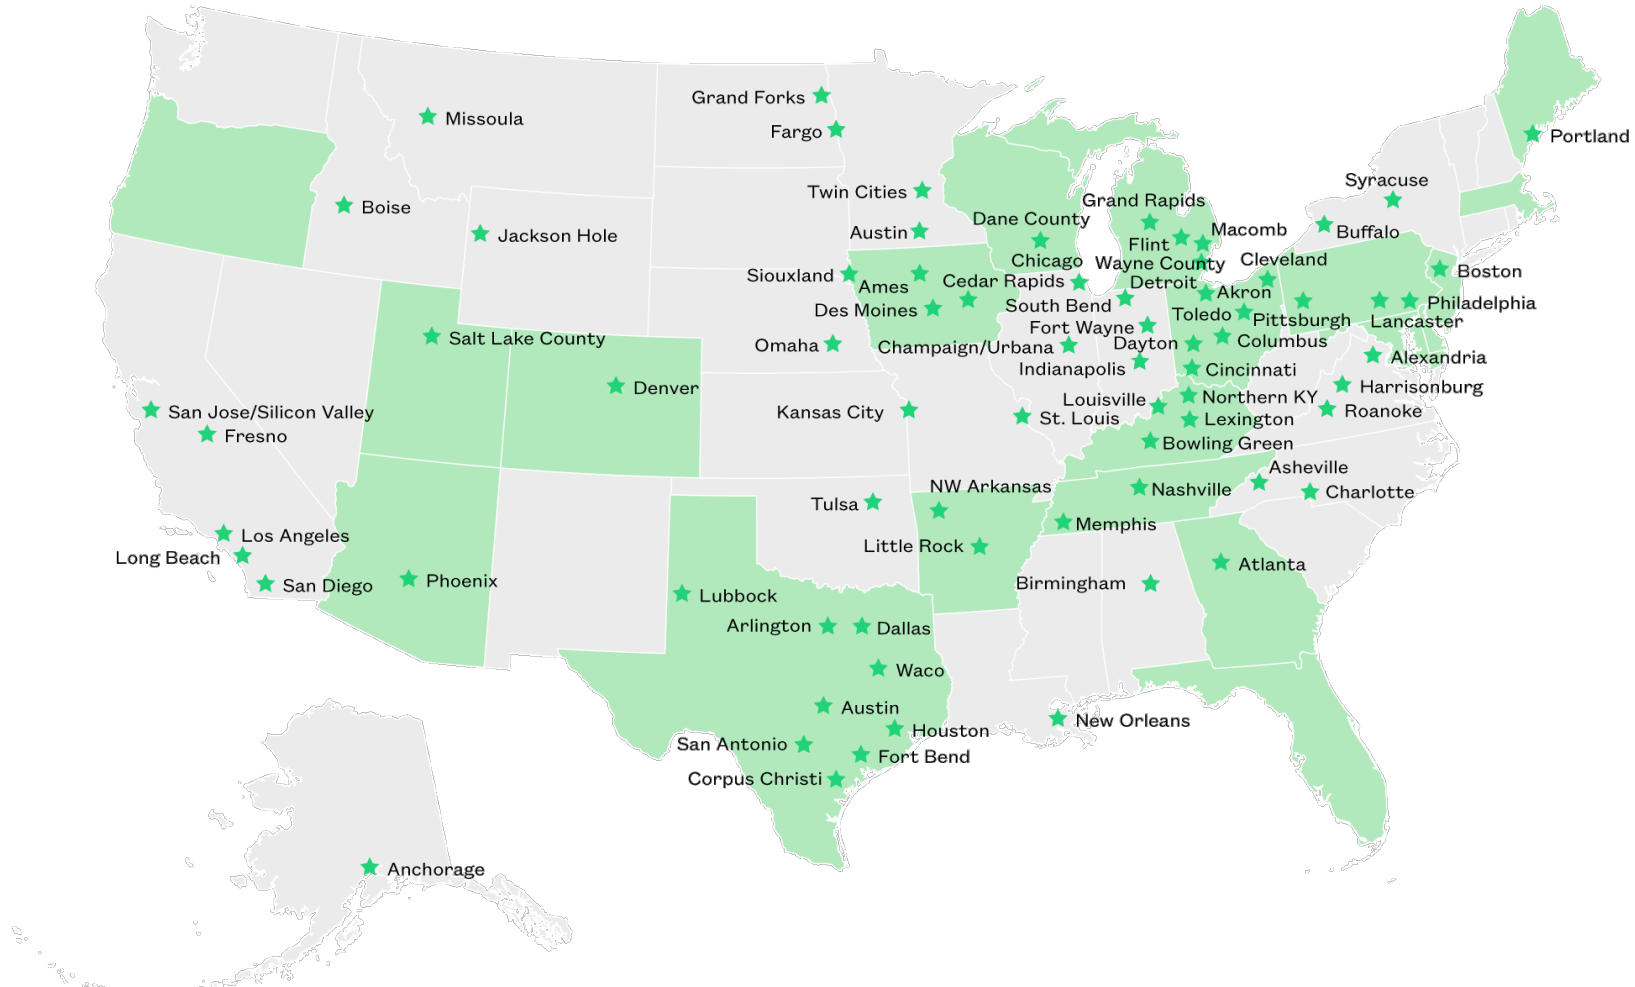 Grand Forks
Missoula
Fargo
Portland
Syracuse
Twin Cities
Grand Rapids
Boise
Dane County
Austin
Macomb
Buffalo
Jackson Hole
Flint
Chicago
Wayne County
Cleveland
Boston
Siouxland
Ames
Cedar Rapids
Detroit
Akron
South Bend
Philadelphia
Des Moines
Toledo
Pittsburgh
Lancaster
Fort Wayne
Salt Lake County
Omaha
Champaign/Urbana
Dayton
Columbus
Alexandria
Indianapolis
Cincinnati
Denver
Harrisonburg
Louisville
Northern KY
San Jose/Silicon Valley
Kansas City
St. Louis
Lexington
Roanoke
Fresno
Bowling Green
Asheville
NW Arkansas
Nashville
Charlotte
Tulsa
Memphis
Los Angeles
Little Rock
Long Beach
Atlanta
San Diego
Phoenix
Birmingham
Lubbock
Arlington
Dallas
Waco
Austin
New Orleans
Houston
San Antonio
Fort Bend
Corpus Christi
Anchorage